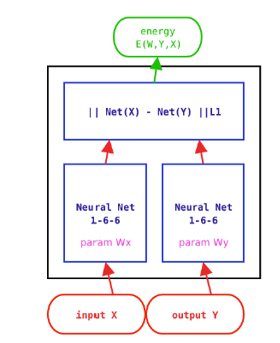 energy
E(W,Y,X)
|| Net(X) - Net(Y) ||L1
Neural Net
1-6-6
param Wx
Neural Net
1-6-6
param Wy
input X
output Y